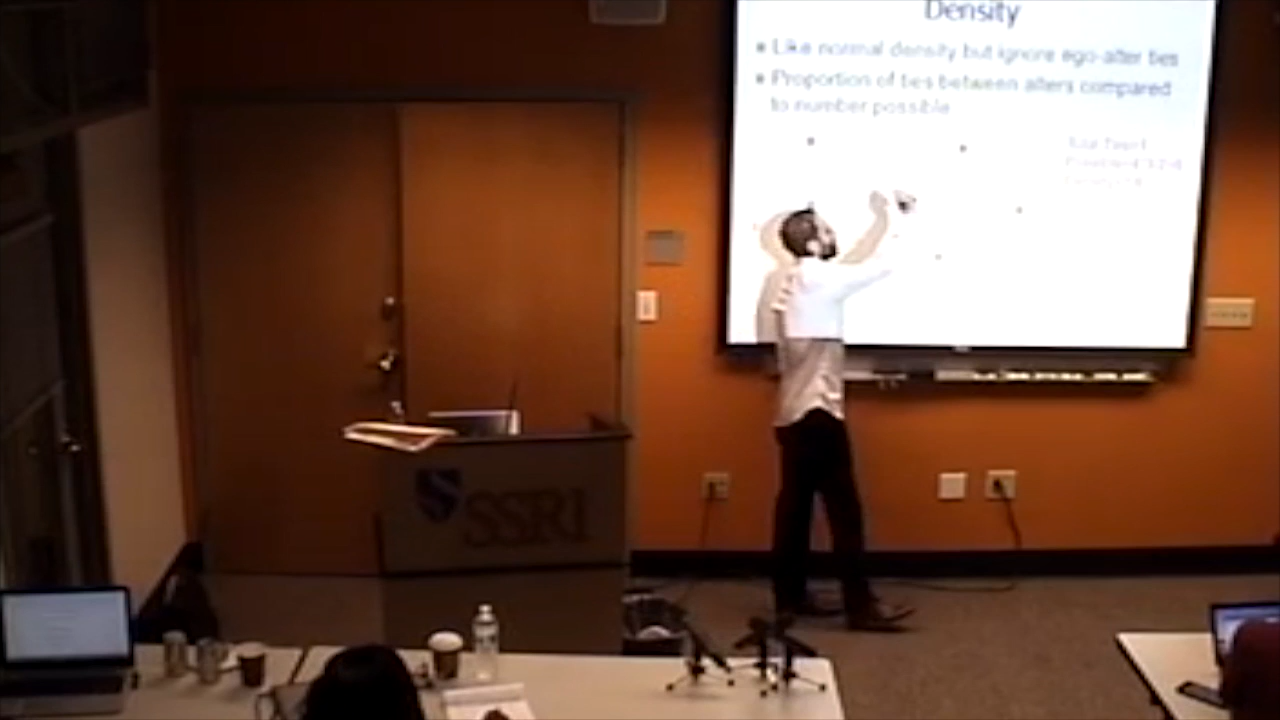 Density
Like normal density but ignore ego-alter ties
Proportion of ties between alters compared
to number possible
SSRI